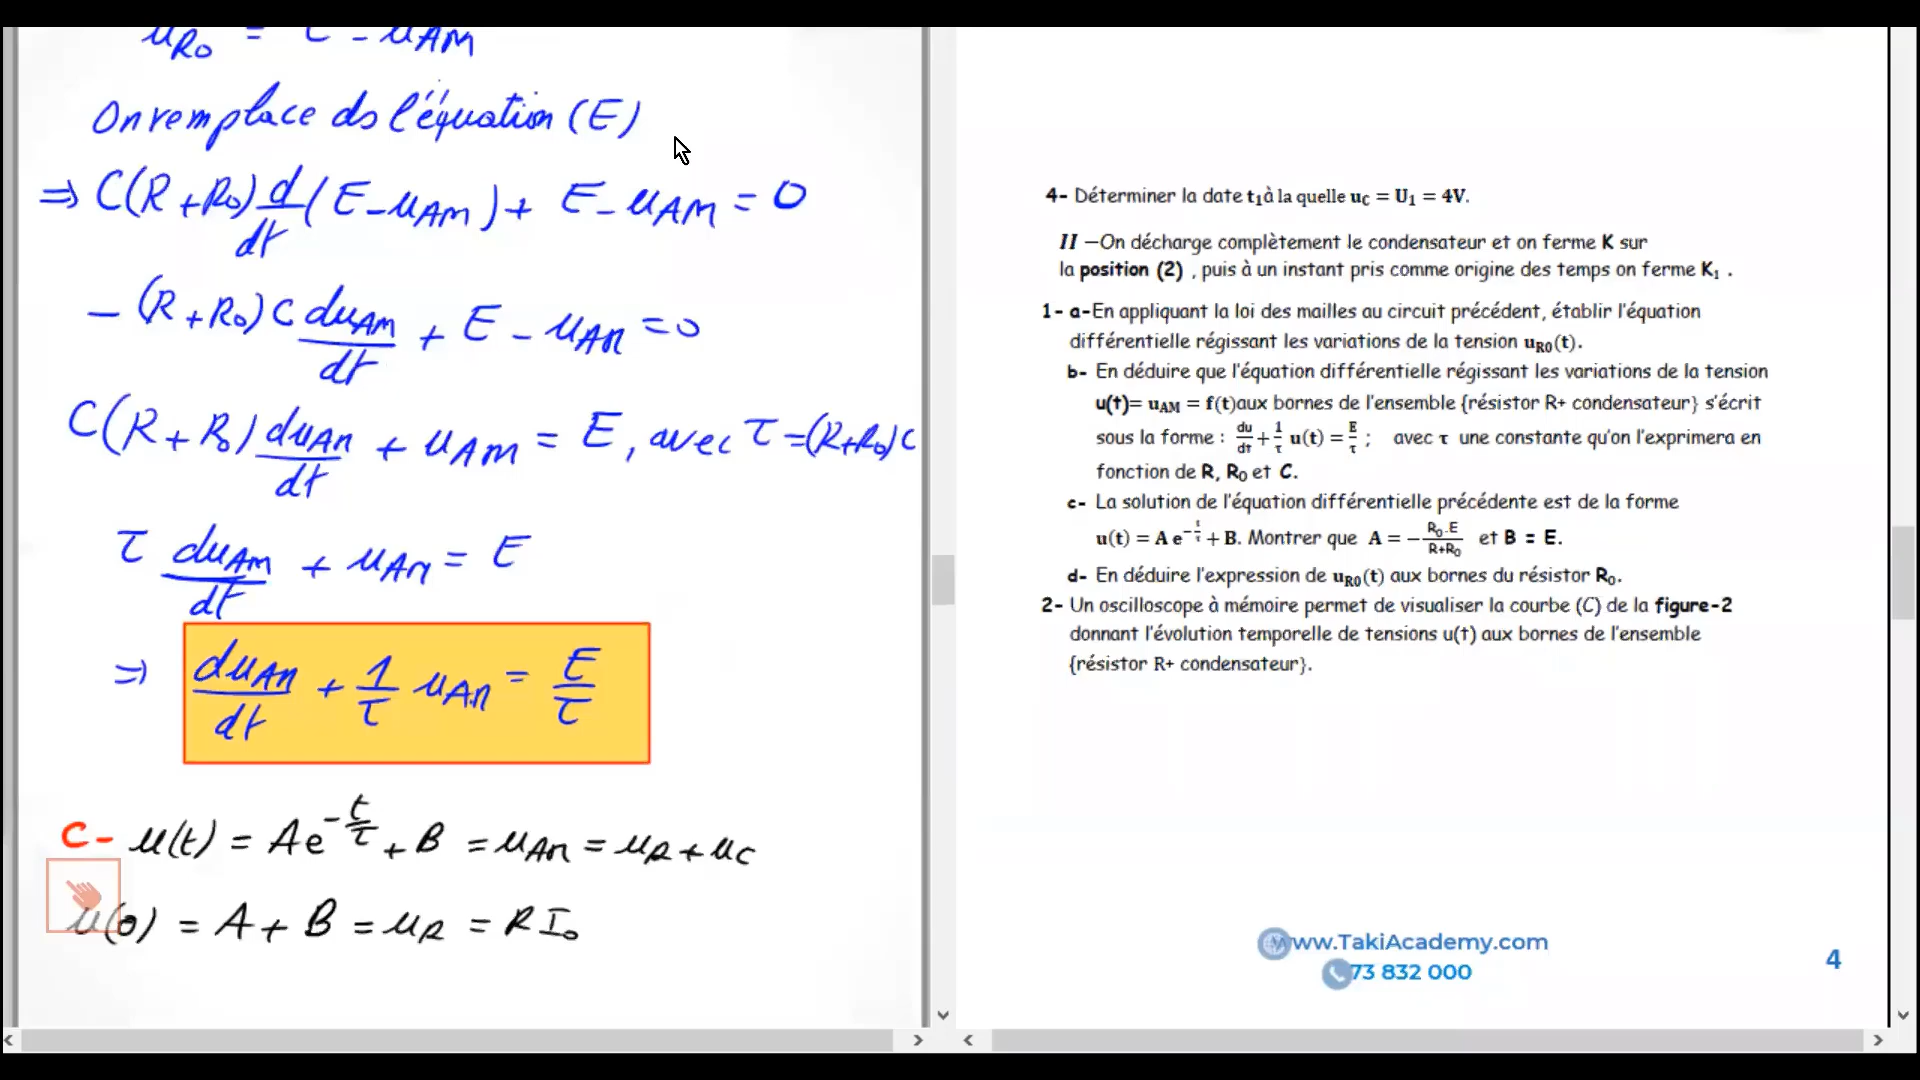 u_R0 = E - u_AM
On remplace ds l'équation (E)
=> C(R+R0) d/dt (E - u_AM) + E - u_AM = 0
- (R+R0) C du_AM/dt + E - u_AM = 0
C(R+R0) du_AM/dt + u_AM = E, avec τ = (R+R0)C
τ du_AM/dt + u_AM = E
=> du_AM/dt + 1/τ u_AM = E/τ
C- u(t) = A e^(-t/τ) + B = u_AM = u_R + u_C
u(0) = A + B = u_R = R I0
4- Déterminer la date t₁à la quelle u_C = U₁ = 4V.
II –On décharge complètement le condensateur et on ferme K sur
la position (2) , puis à un instant pris comme origine des temps on ferme K₁ .
1- a-En appliquant la loi des mailles au circuit précédent, établir l'équation
différentielle régissant les variations de la tension u_R0(t).
b- En déduire que l'équation différentielle régissant les variations de la tension
u(t)= u_AM = f(t)aux bornes de l'ensemble {résistor R+ condensateur} s'écrit
sous la forme : du/dt + 1/τ u(t) = E/τ ; avec τ une constante qu'on l'exprimera en
fonction de R, R₀ et C.
c- La solution de l'équation différentielle précédente est de la forme
u(t) = A e^(-t/τ) + B. Montrer que A = - R₀.E/R+R₀ et B = E.
d- En déduire l'expression de u_R0(t) aux bornes du résistor R₀.
2- Un oscilloscope à mémoire permet de visualiser la courbe (C) de la figure-2
donnant l'évolution temporelle de tensions u(t) aux bornes de l'ensemble
{résistor R+ condensateur}.
www.TakiAcademy.com
73 832 000
4